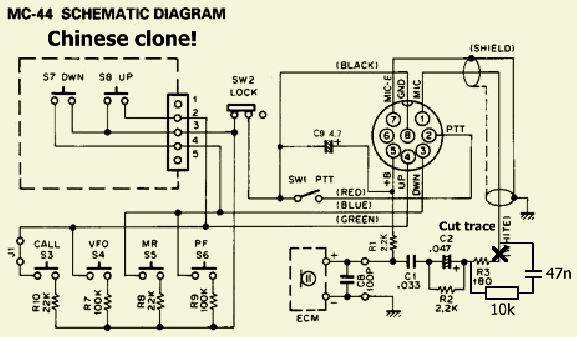 MC-44 SCHEMATIC DIAGRAM
Chinese clone!
S7 DWN
S8 UP
1
2
3
4
5
SW2
LOCK
(BLACK)
(SHIELD)
MIC-E
GND
MIC
7
1
6
8
2
PTT
5
4
3
C9 4.7
+
+8
UP
DWN
SW1 PTT
(RED)
(BLUE)
(GREEN)
(WHITE)
Cut trace
J1
CALL
S3
VFO
S4
MR
S5
PF
S6
R10
22K
R7
100K
R8
22K
R9
100K
ECM
+
-
C8
100P
R1
2.2K
C1
.033
C2
.047
+
R2
2.2K
R3
180
10k
47n